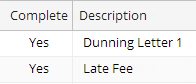 Complete Description
Yes Dunning Letter 1
Yes Late Fee